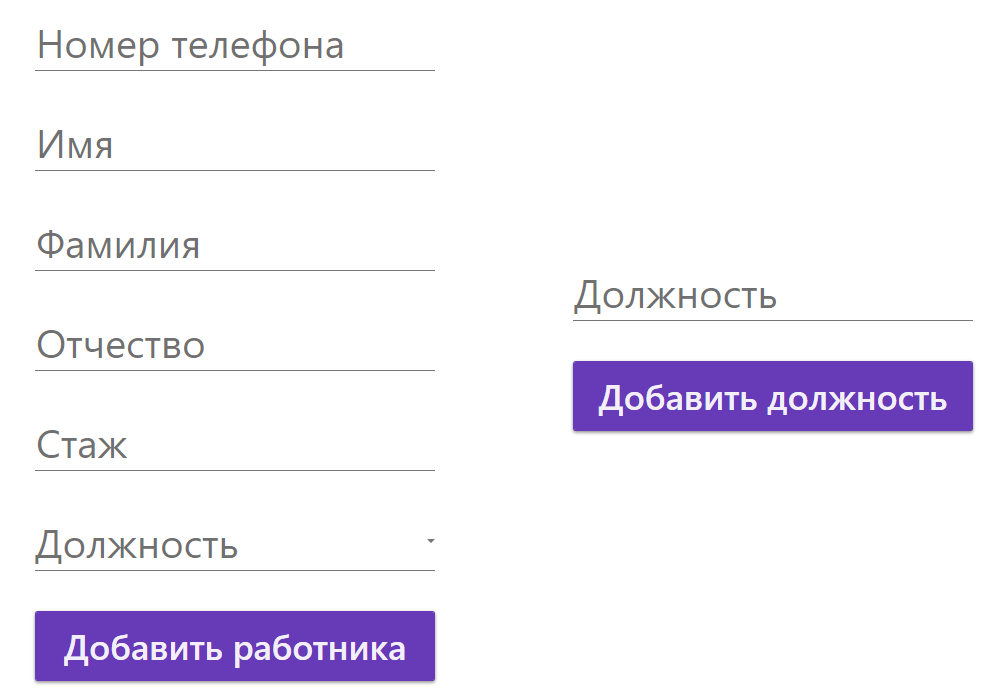 Номер телефона
Имя
Фамилия
Отчество
Стаж
Должность
Добавить работника
Должность
Добавить должность